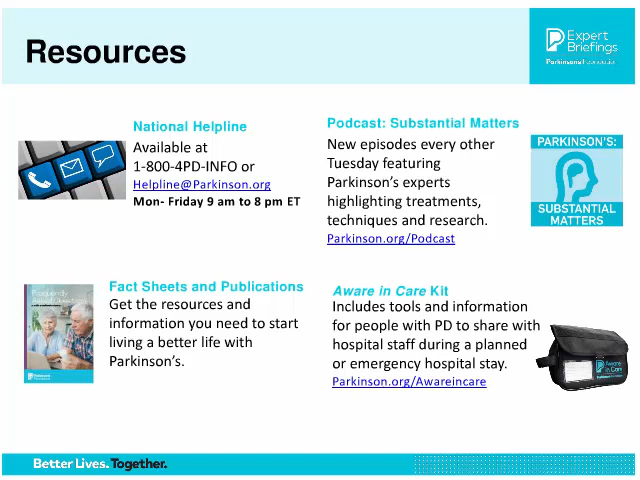 Resources
Expert
Briefings
Parkinson's Foundation
National Helpline
Available at
1-800-4PD-INFO or
Helpline@Parkinson.org
Mon- Friday 9 am to 8 pm ET
Podcast: Substantial Matters
New episodes every other
Tuesday featuring
Parkinson’s experts
highlighting treatments,
techniques and research.
Parkinson.org/Podcast
PARKINSON'S:
SUBSTANTIAL
MATTERS
Frequently
Asked Questions
Fact Sheets and Publications
Get the resources and
information you need to start
living a better life with
Parkinson’s.
Aware in Care Kit
Includes tools and information
for people with PD to share with
hospital staff during a planned
or emergency hospital stay.
Parkinson.org/Awareincare
Aware
in Care
Better Lives. Together.